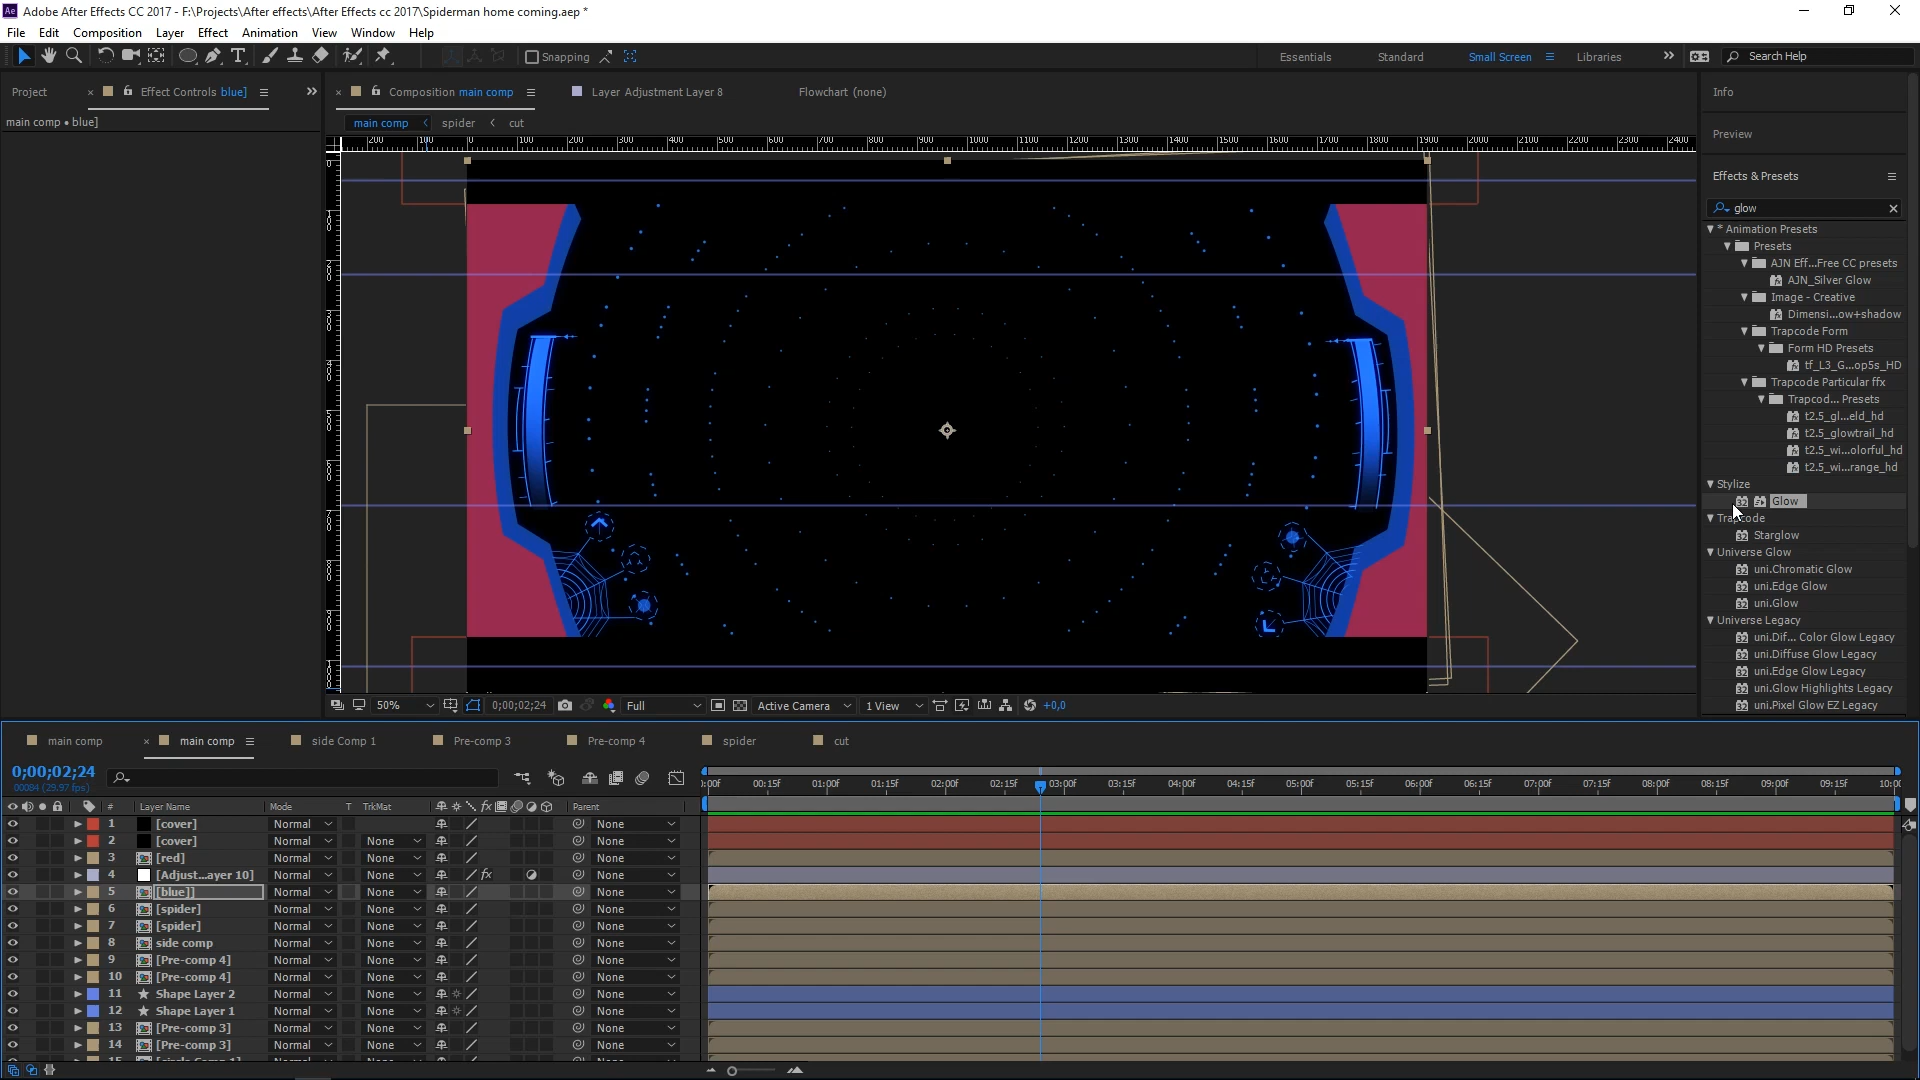 Adobe After Effects CC 2017 - F:\Projects\After effects\After Effects cc 2017\Spiderman home coming.aep *
File Edit Composition Layer Effect Animation View Window Help
Snapping
Essentials Standard Small Screen Libraries Search Help
Project Effect Controls blue] Composition main comp Layer Adjustment Layer 8 Flowchart (none)
main comp • blue]
main comp spider cut
Info
Preview
Effects & Presets
glow
* Animation Presets
Presets
AJN Eff...Free CC presets
AJN_Silver Glow
Image - Creative
Dimensi...ow+shadow
Trapcode Form
Form HD Presets
tf_L3_G...op5s_HD
Trapcode Particular ffx
Trapcod... Presets
t2.5_gl...eld_hd
t2.5_glowtrail_hd
t2.5_wi...olorful_hd
t2.5_wi...range_hd
Stylize
Glow
Starglow
Universe Glow
uni.Chromatic Glow
uni.Edge Glow
uni.Glow
Universe Legacy
uni.Dif... Color Glow Legacy
uni.Diffuse Glow Legacy
uni.Edge Glow Legacy
uni.Glow Highlights Legacy
uni.Pixel Glow EZ Legacy
50% 0;00;02;24 Full Active Camera 1 View +0,0
main comp main comp side Comp 1 Pre-comp 3 Pre-comp 4 spider cut
0;00;02;24
00084 (29.97 fps)
:00f 00:15f 01:00f 01:15f 02:00f 02:15f 03:00f 03:15f 04:00f 04:15f 05:00f 05:15f 06:00f 06:15f 07:00f 07:15f 08:00f 08:15f 09:00f 09:15f 10:00
# Layer Name Mode T TrkMat Parent
1 [cover] Normal None
2 [cover] Normal None None
3 [red] Normal None None
4 [Adjust...ayer 10] Normal None None
5 [blue]] Normal None None
6 [spider] Normal None None
7 [spider] Normal None None
8 side comp Normal None None
9 [Pre-comp 4] Normal None None
10 [Pre-comp 4] Normal None None
11 Shape Layer 2 Normal None None
12 Shape Layer 1 Normal None None
13 [Pre-comp 3] Normal None None
14 [Pre-comp 3] Normal None None